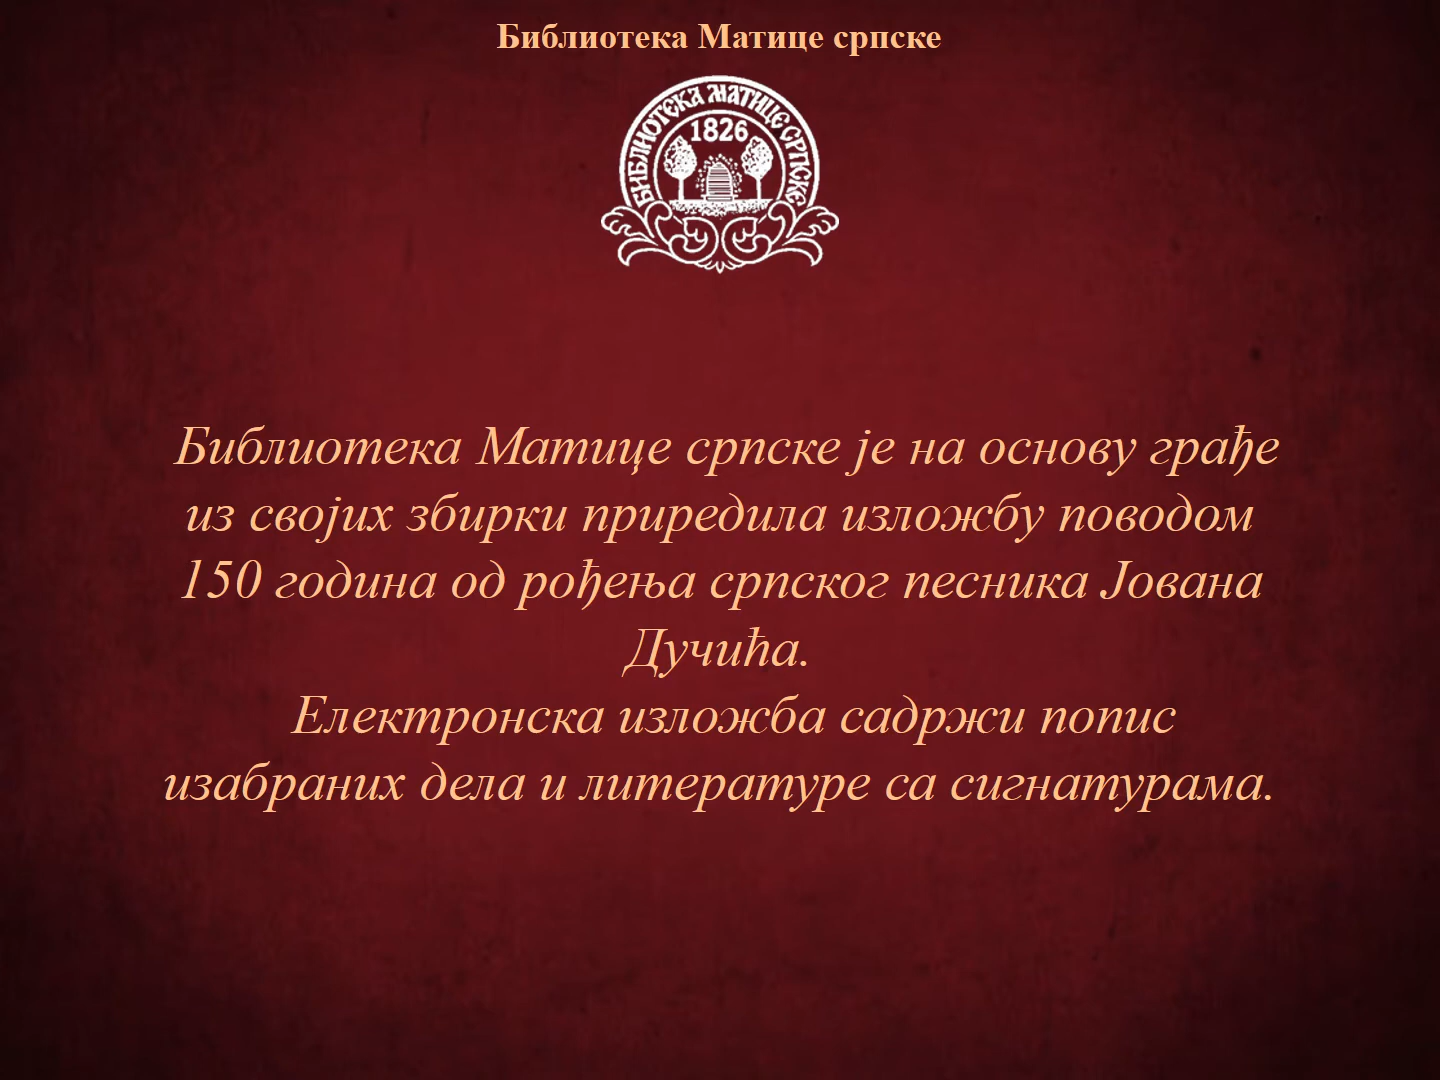 Библиотека Матице српске
БИБЛИОТЕКА МАТИЦЕ СРПСКЕ
1826
Библиотека Матице српске је на основу грађе
из својих збирки приредила изложбу поводом
150 година од рођења српског песника Јована
Дучића.
Електронска изложба садржи попис
изабраних дела и литературе са сигнатурама.